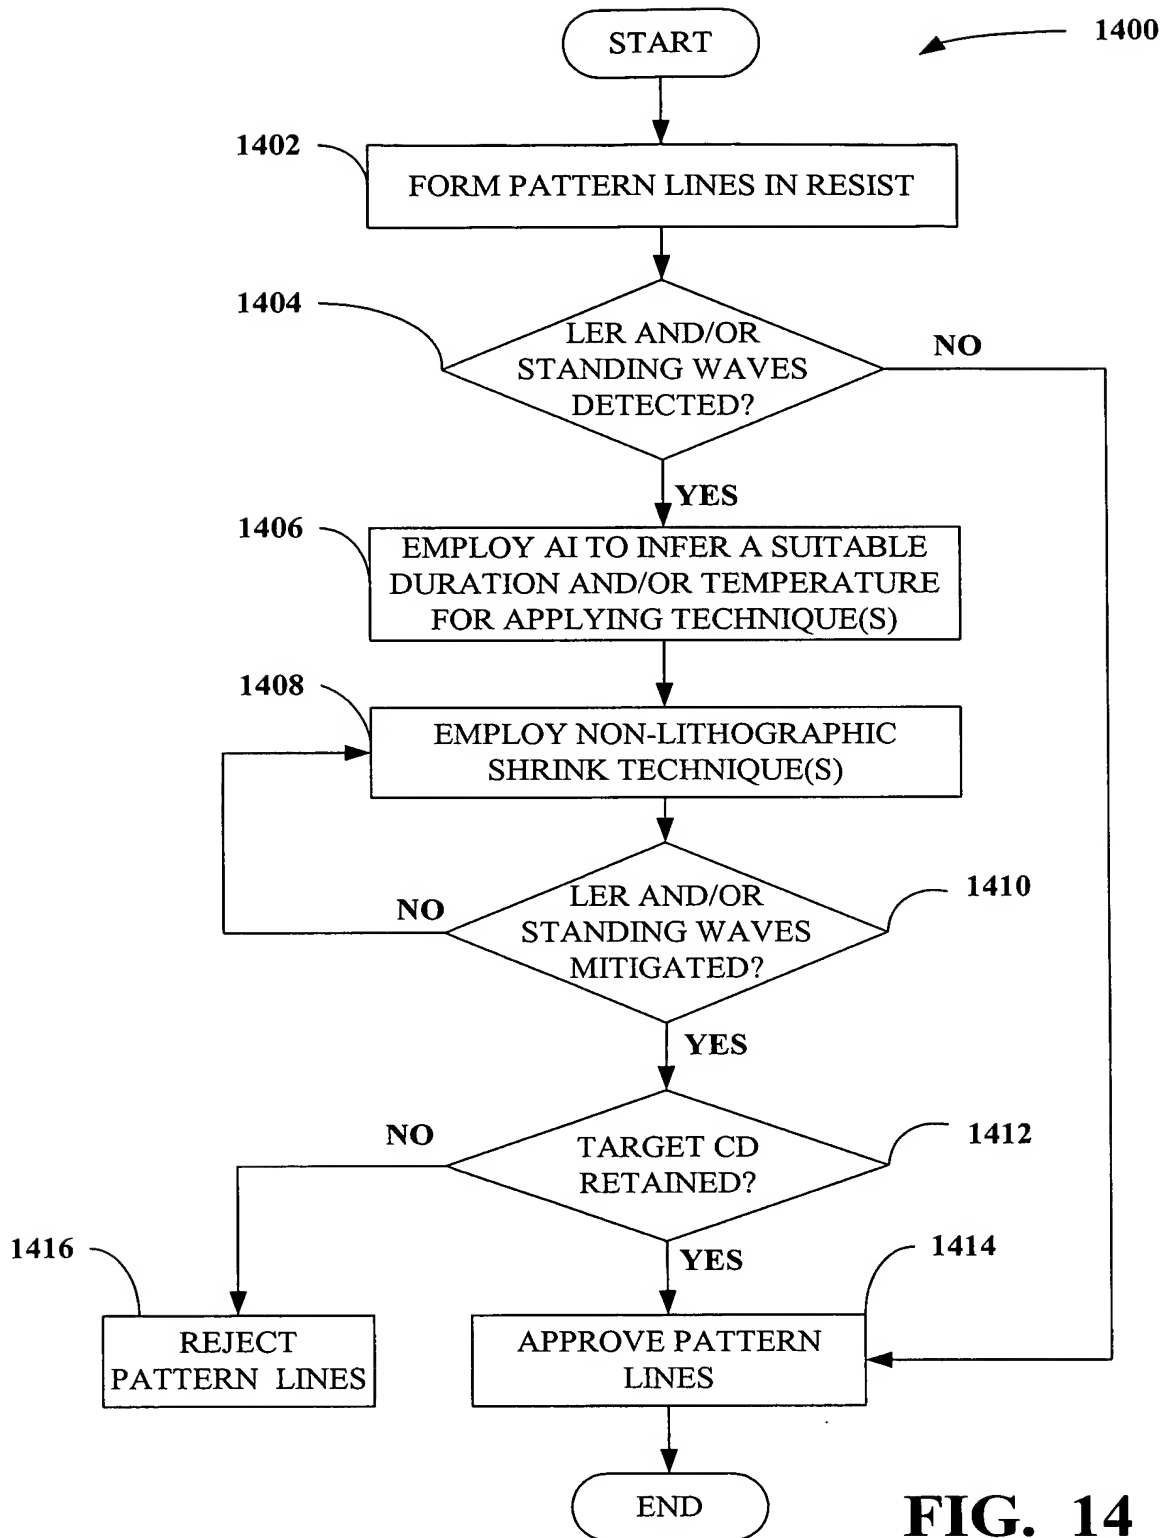 START
1400
1402
FORM PATTERN LINES IN RESIST
1404
LER AND/OR
STANDING WAVES
DETECTED?
NO
YES
1406
EMPLOY AI TO INFER A SUITABLE
DURATION AND/OR TEMPERATURE
FOR APPLYING TECHNIQUE(S)
1408
EMPLOY NON-LITHOGRAPHIC
SHRINK TECHNIQUE(S)
1410
LER AND/OR
STANDING WAVES
MITIGATED?
NO
YES
1412
TARGET CD
RETAINED?
NO
YES
1416
1414
REJECT
PATTERN LINES
APPROVE PATTERN
LINES
END
FIG. 14